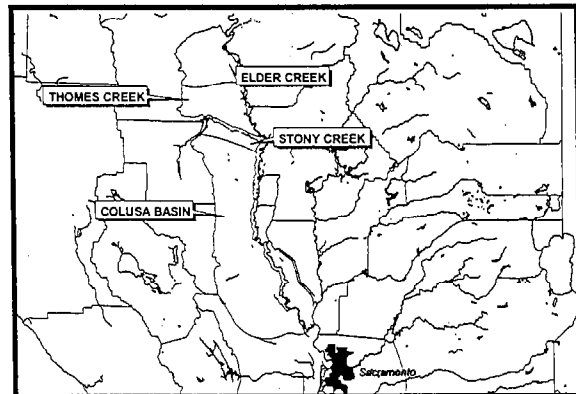 ELDER CREEK
THOMES CREEK
STONY CREEK
COLUSA BASIN
Sacramento